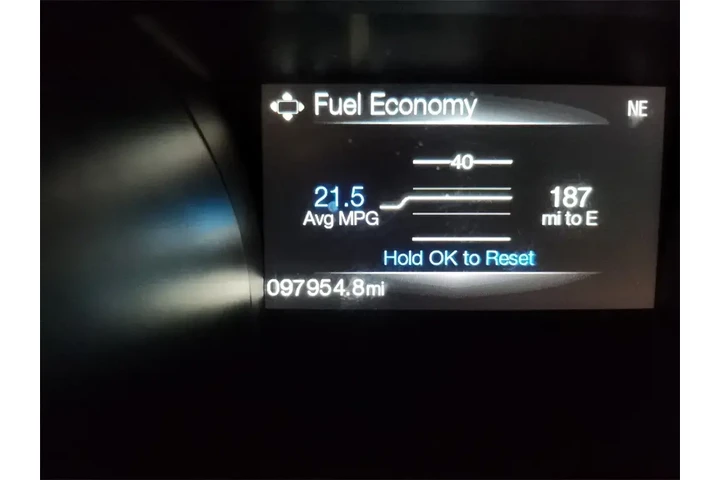 Fuel Economy NE
40
21.5 187
Avg MPG mi to E
Hold OK to Reset
097954.8mi